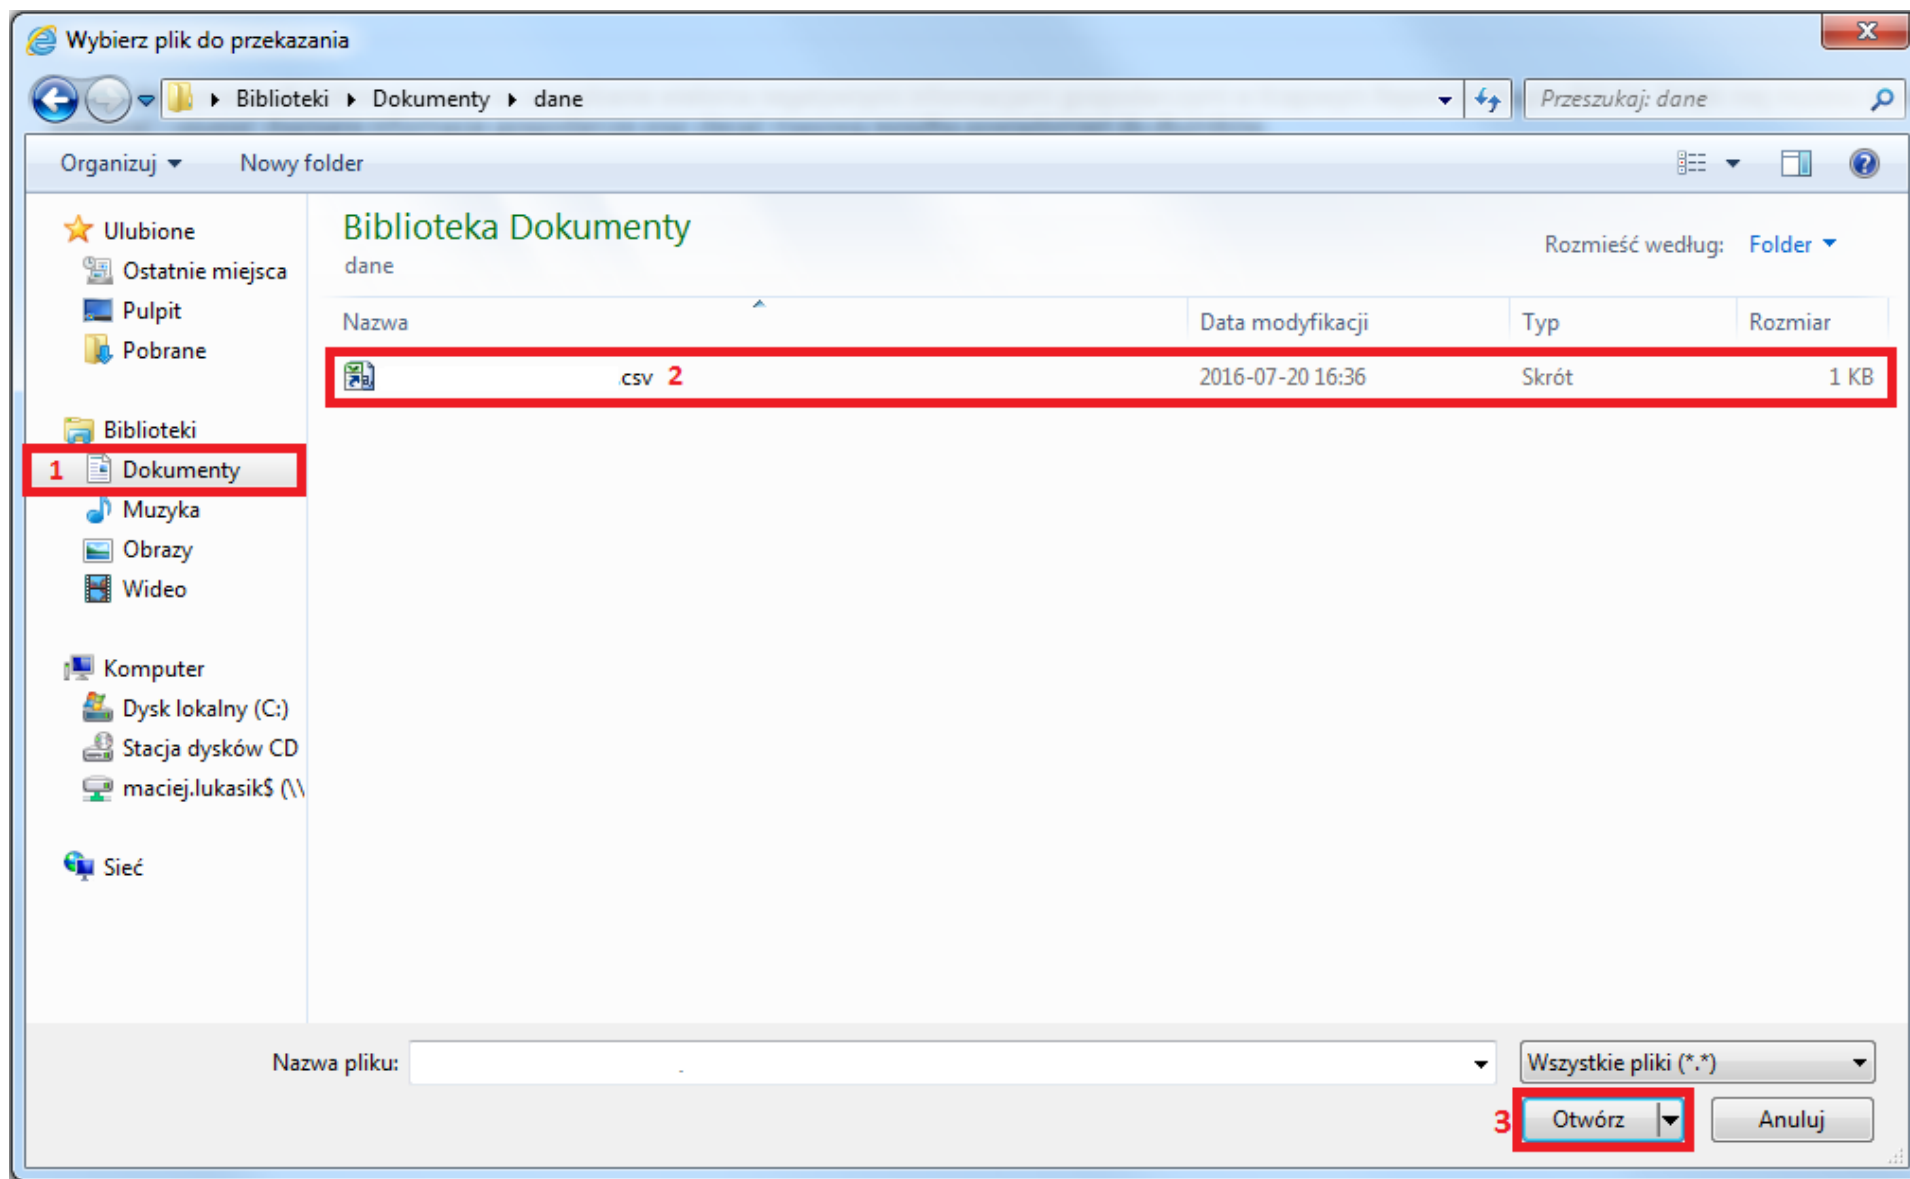 Wybierz plik do przekazania
Biblioteki Dokumenty dane
Przeszukaj: dane
Organizuj Nowy folder
Ulubione
Ostatnie miejsca
Pulpit
Pobrane
Biblioteki
1 Dokumenty
Muzyka
Obrazy
Wideo
Komputer
Dysk lokalny (C:)
Stacja dysków CD
maciej.lukasik$ (\\
Sieć
Biblioteka Dokumenty
dane
Rozmieść według: Folder
Nazwa Data modyfikacji Typ Rozmiar
.csv 2 2016-07-20 16:36 Skrót 1 KB
Nazwa pliku:
Wszystkie pliki (*.*)
3 Otwórz Anuluj